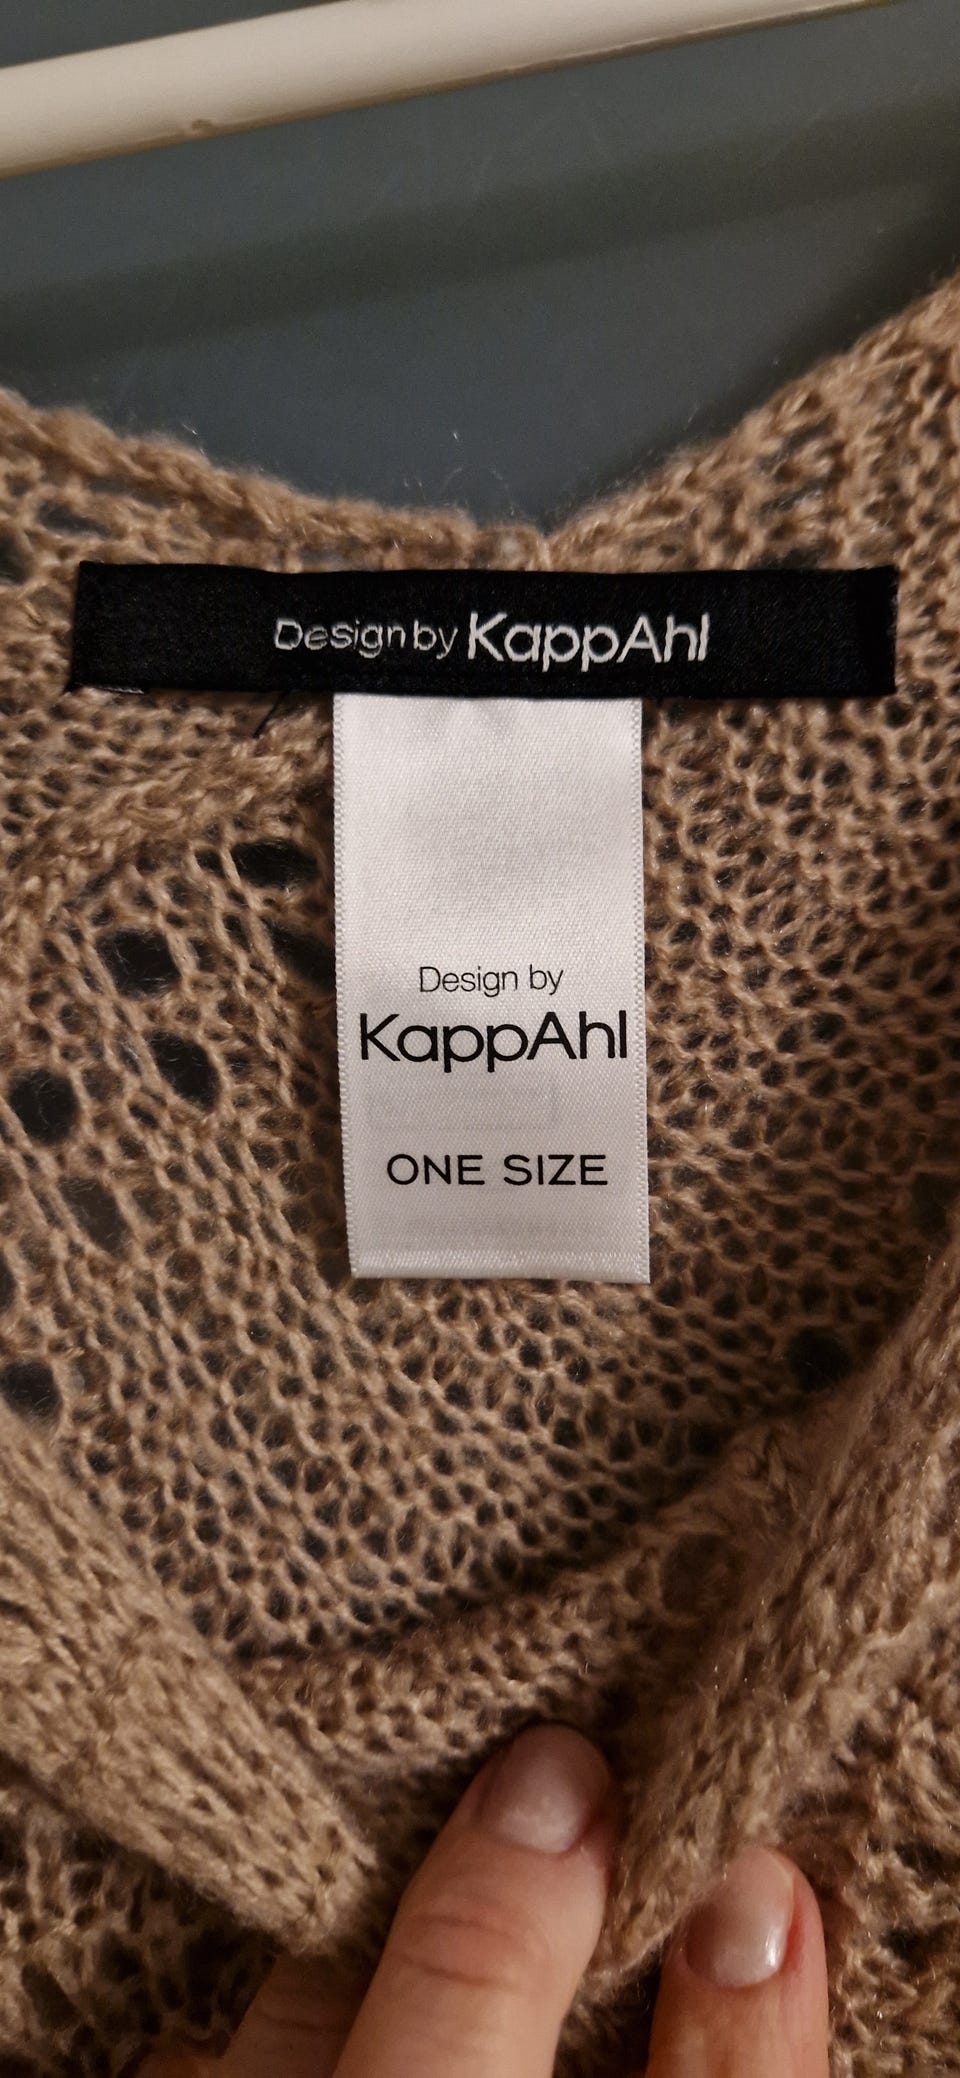 Design by KappAhl
Design by
KappAhl
ONE SIZE